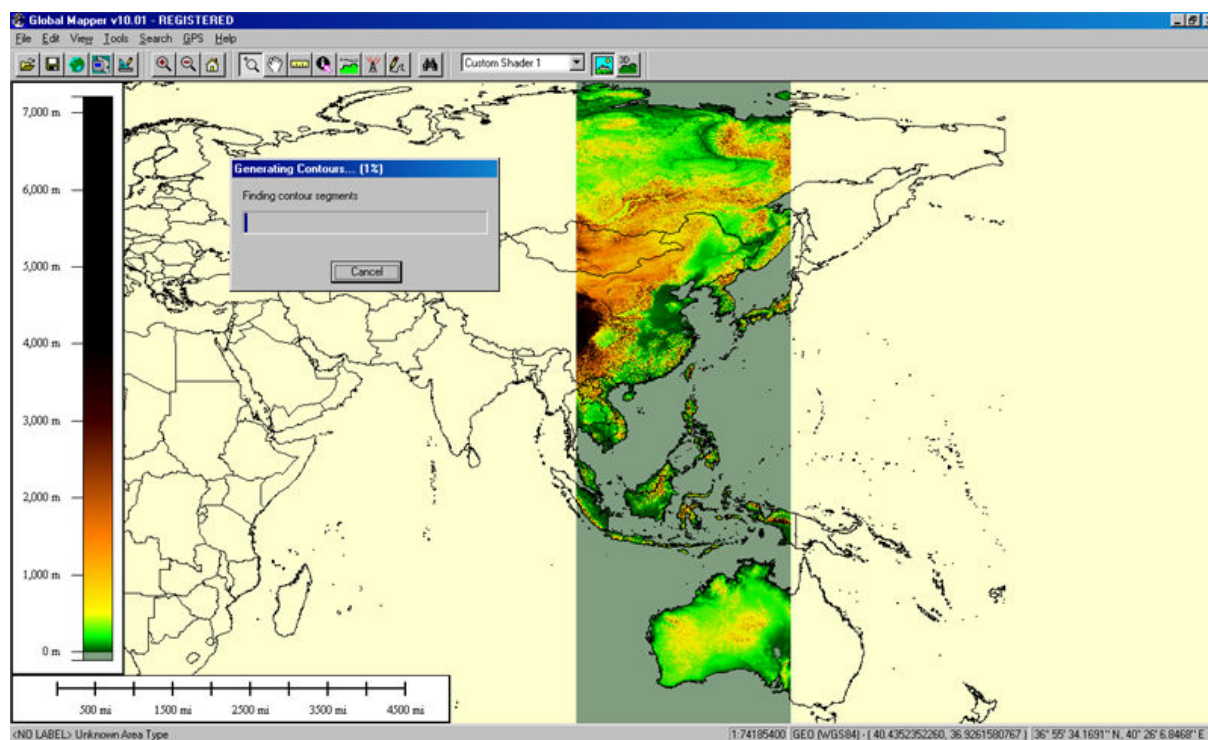 Global Mapper v10.01 - REGISTERED
File Edit View Tools Search GPS Help
Custom Shader 1
3D
7,000 m
6,000 m
5,000 m
4,000 m
3,000 m
2,000 m
1,000 m
0 m
Generating Contours... (1%)
Finding contour segments
Cancel
500 mi 1500 mi 2500 mi 3500 mi 4500 mi
<NO LABEL> Unknown Area Type
1:74185400 GEO (WGS84) - ( 40.4352352260, 36.9261580767 ) 36° 55' 34.1691" N, 40° 26' 6.8468" E